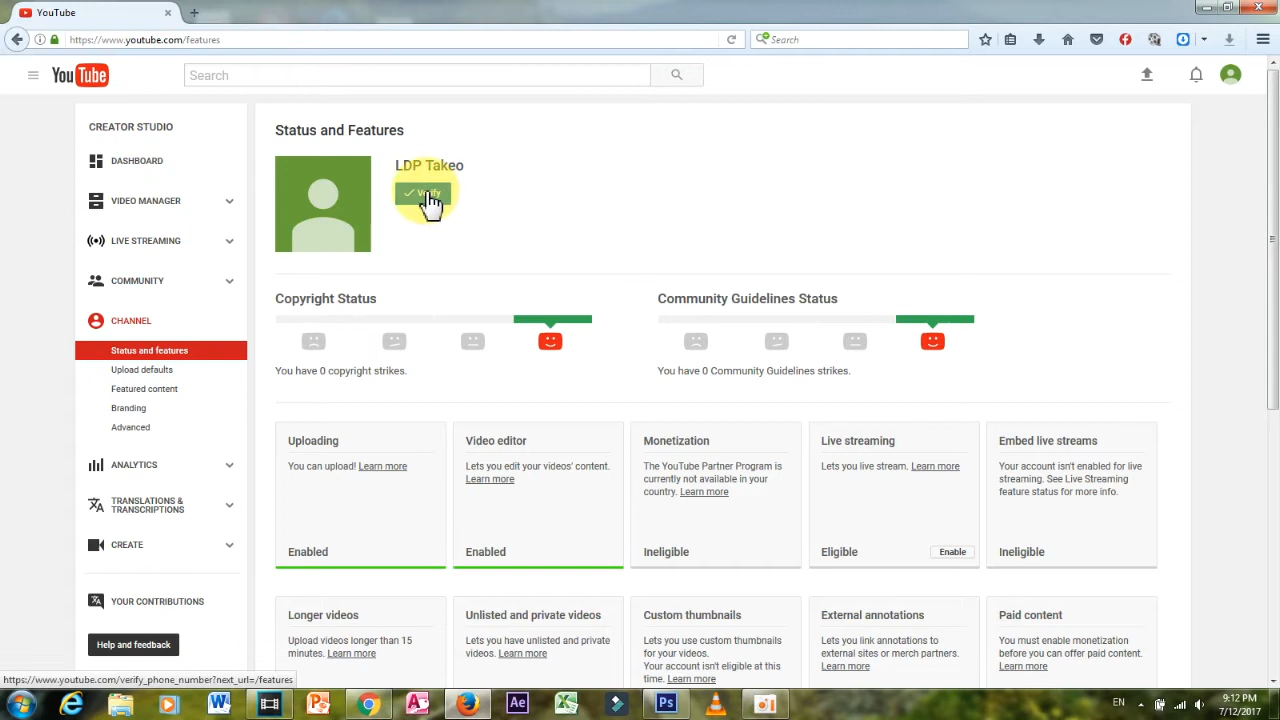 YouTube
https://www.youtube.com/features
Search
YouTube
Search
CREATOR STUDIO
DASHBOARD
VIDEO MANAGER
LIVE STREAMING
COMMUNITY
CHANNEL
Status and features
Upload defaults
Featured content
Branding
Advanced
ANALYTICS
TRANSLATIONS &
TRANSCRIPTIONS
CREATE
YOUR CONTRIBUTIONS
Help and feedback
Status and Features
LDP Takeo
Verify
Copyright Status
You have 0 copyright strikes.
Community Guidelines Status
You have 0 Community Guidelines strikes.
Uploading
You can upload! Learn more
Enabled
Video editor
Lets you edit your videos' content.
Learn more
Enabled
Monetization
The YouTube Partner Program is
currently not available in your
country. Learn more
Ineligible
Live streaming
Lets you live stream. Learn more
Eligible
Enable
Embed live streams
Your account isn't enabled for live
streaming. See Live Streaming
feature status for more info.
Ineligible
Longer videos
Upload videos longer than 15
minutes. Learn more
Unlisted and private videos
Lets you have unlisted and private
videos. Learn more
Custom thumbnails
Lets you use custom thumbnails
for your videos.
Your account isn't eligible at this
time. Learn more
External annotations
Lets you link annotations to
external sites or merch partners.
Learn more
Paid content
You must enable monetization
before you can offer paid content.
Learn more
https://www.youtube.com/verify_phone_number?next_url=/features
EN
9:12 PM
7/12/2017